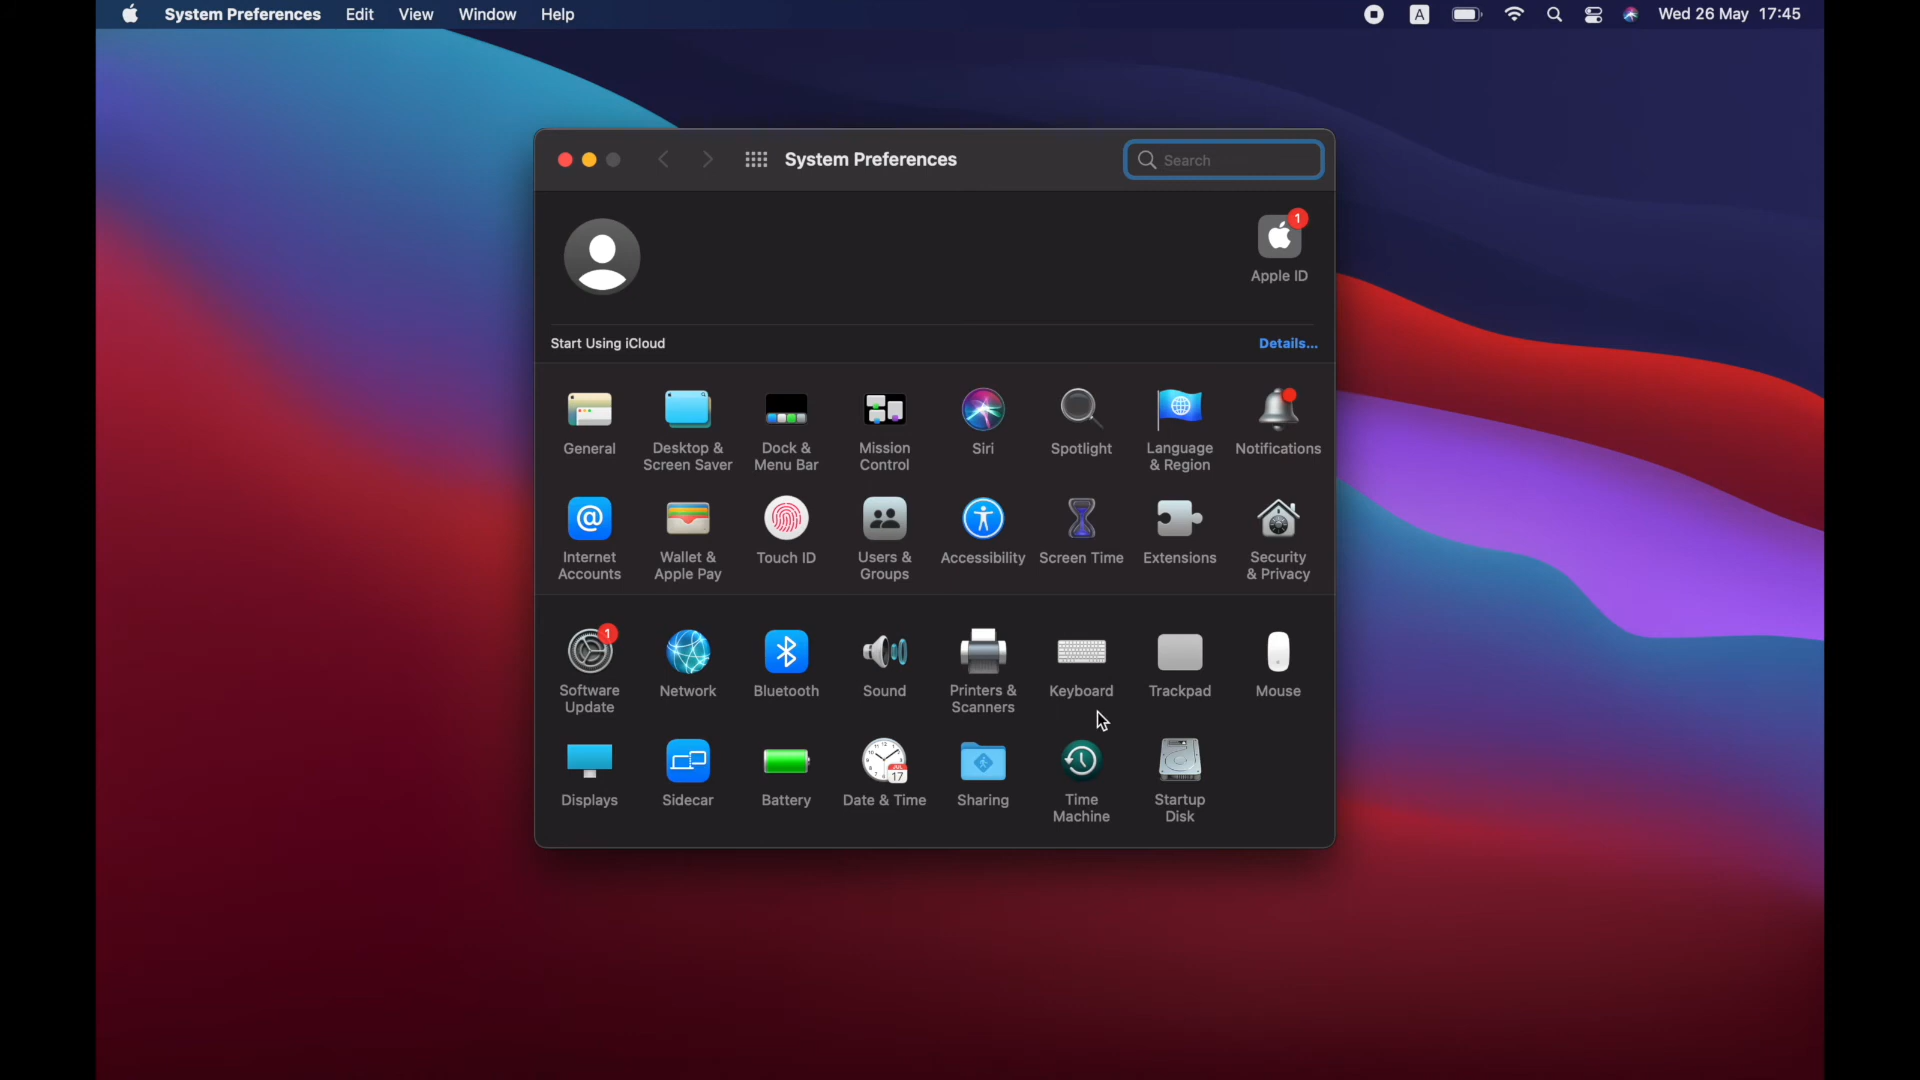 System Preferences Edit View Window Help A Wed 26 May 17:45
System Preferences
Search
1
Apple ID
Start Using iCloud Details...
General
Desktop &
Screen Saver
Dock &
Menu Bar
Mission
Control
Siri
Spotlight
Language
& Region
Notifications
@
Internet
Accounts
Wallet &
Apple Pay
Touch ID
Users &
Groups
Accessibility
Screen Time
Extensions
Security
& Privacy
1
Software
Update
Network
Bluetooth
Sound
Printers &
Scanners
Keyboard
Trackpad
Mouse
Displays
Sidecar
Battery
JUL
17
Date & Time
Sharing
Time
Machine
Startup
Disk